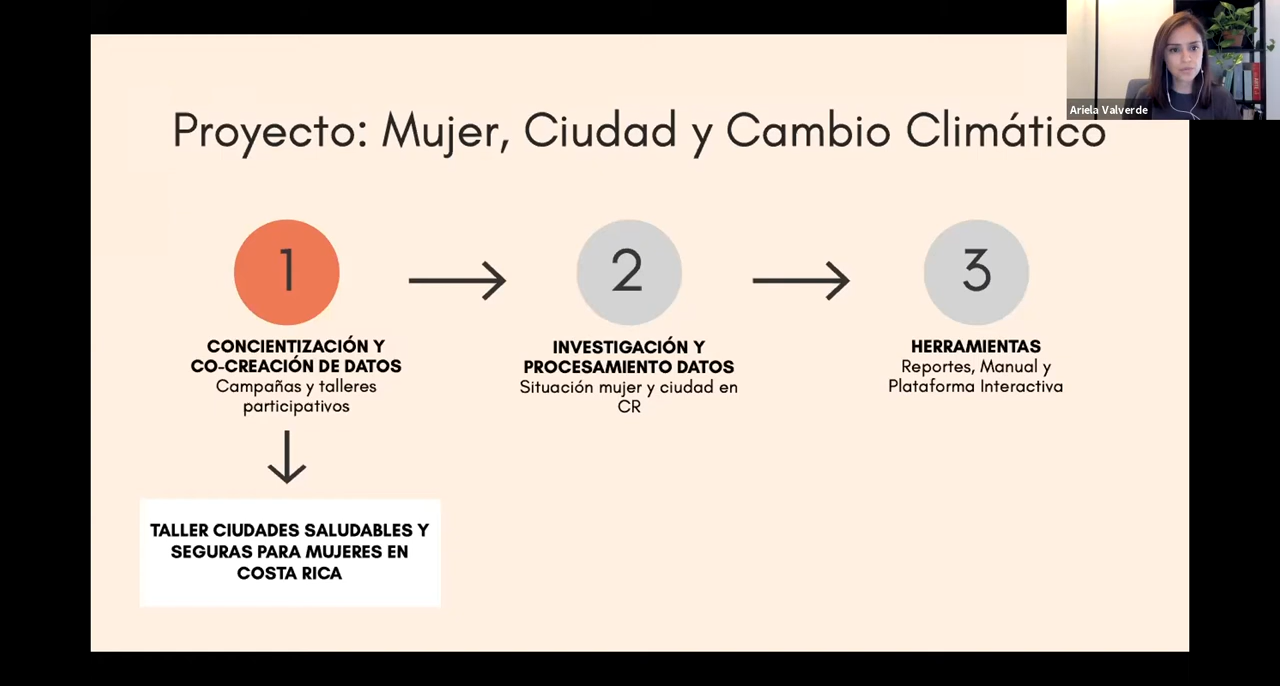 Ariela Valverde
Proyecto: Mujer, Ciudad y Cambio Climático
1
2
3
CONCIENTIZACIÓN Y
CO-CREACIÓN DE DATOS
Campañas y talleres
participativos
INVESTIGACIÓN Y
PROCESAMIENTO DATOS
Situación mujer y ciudad en
CR
HERRAMIENTAS
Reportes, Manual y
Plataforma Interactiva
TALLER CIUDADES SALUDABLES Y
SEGURAS PARA MUJERES EN
COSTA RICA